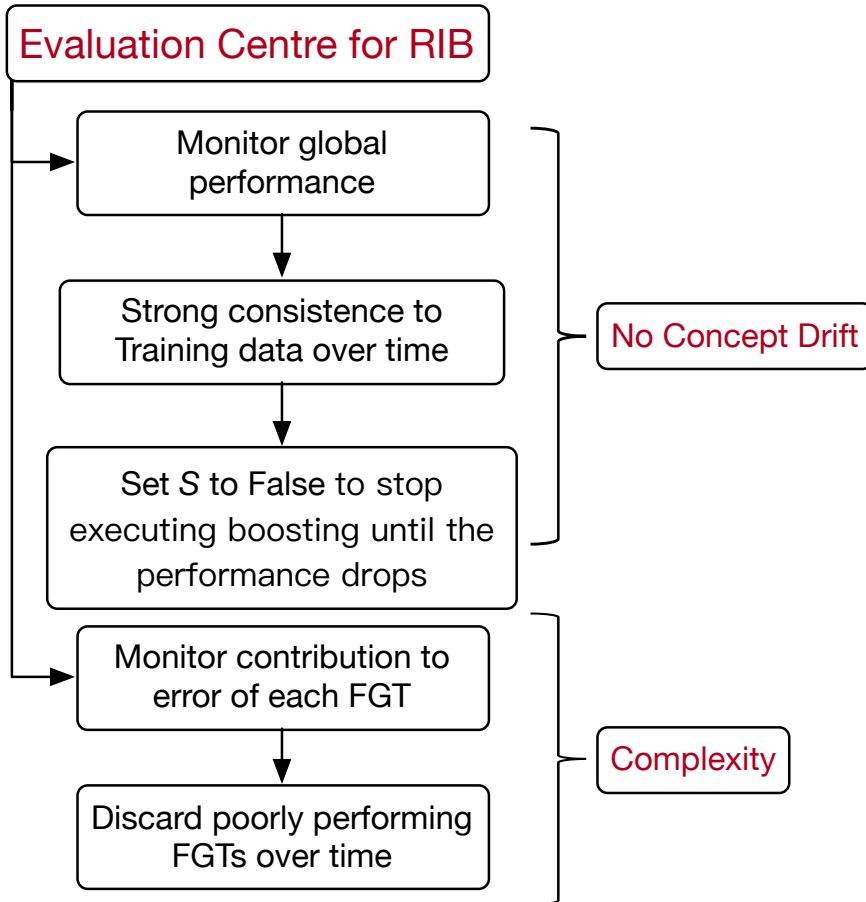 Evaluation Centre for RIB
Monitor global
performance
Strong consistence to
Training data over time
No Concept Drift
Set S to False to stop
executing boosting until the
performance drops
Monitor contribution to
error of each FGT
Complexity
Discard poorly performing
FGTs over time